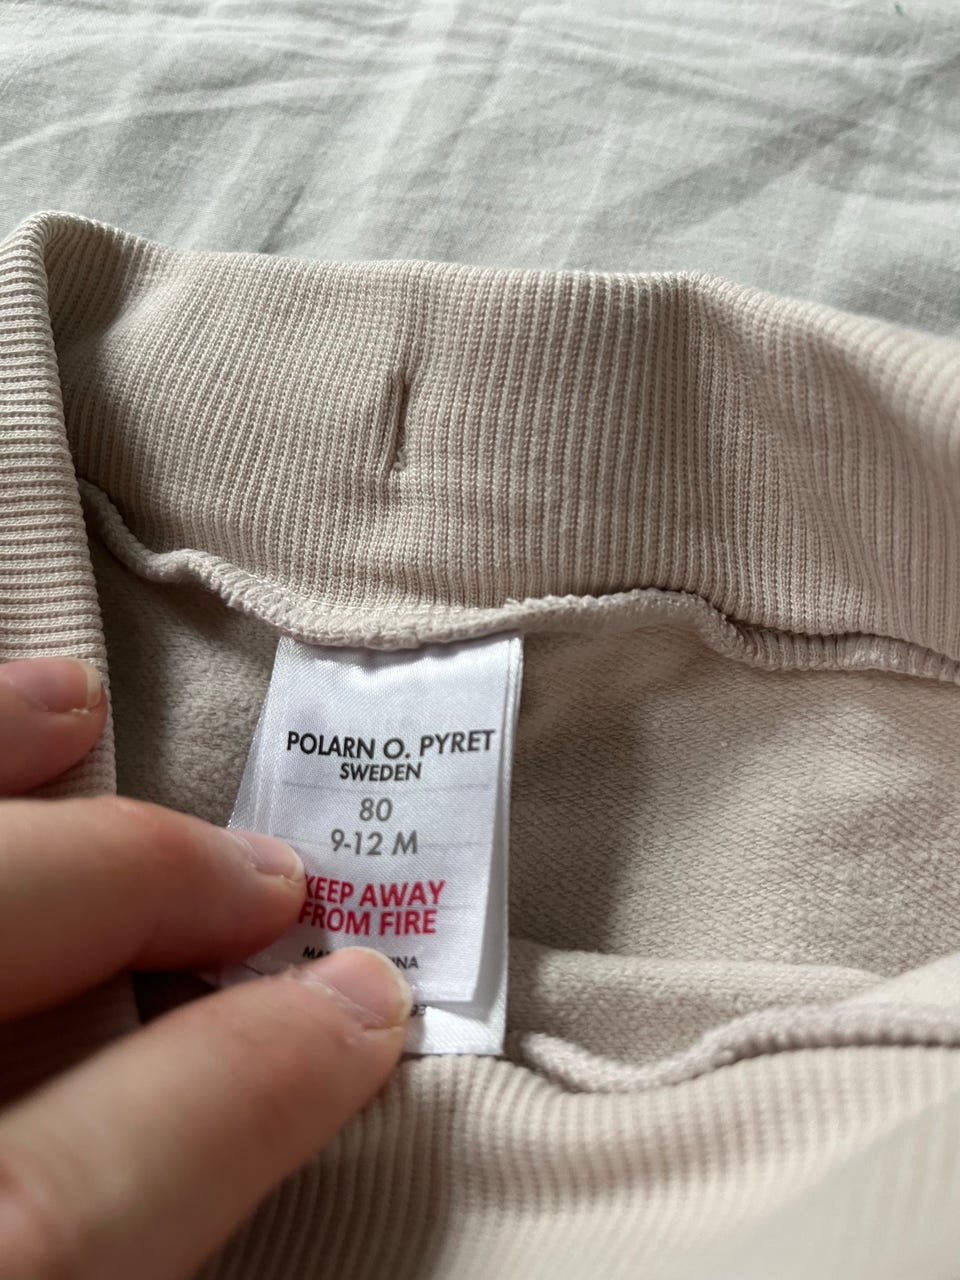 POLARN O. PYRET
SWEDEN
80
9-12 M
KEEP AWAY
FROM FIRE